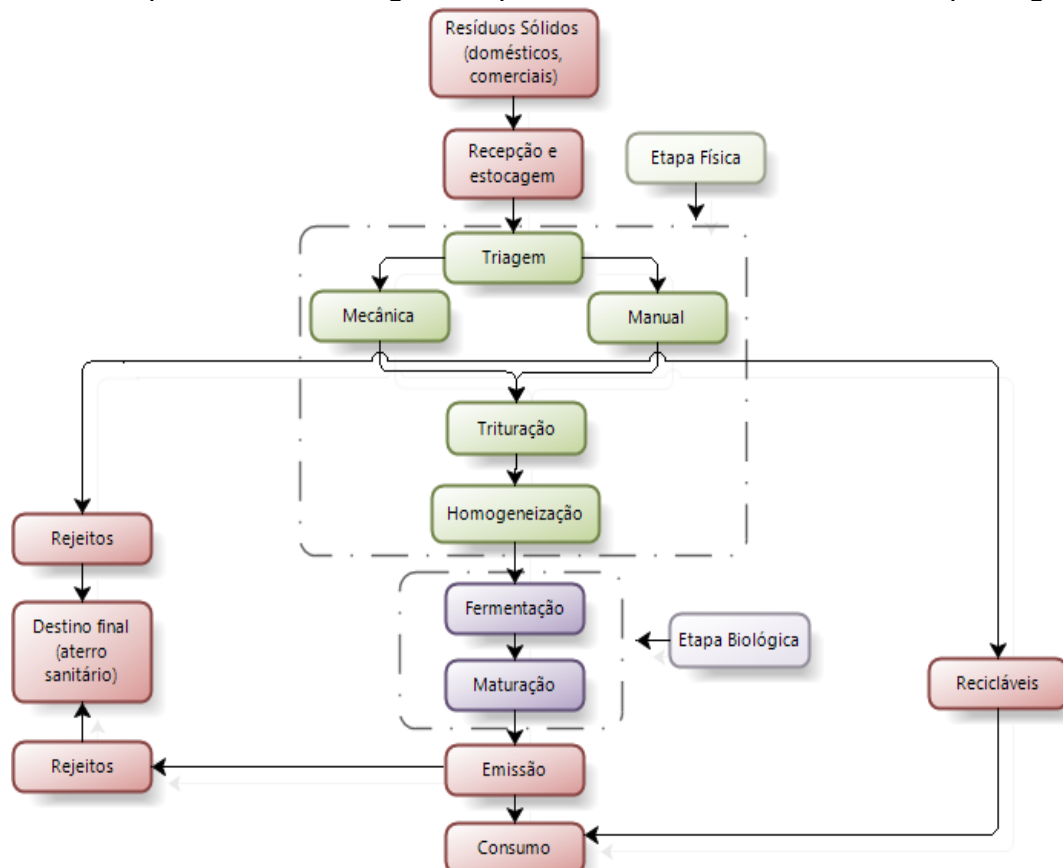 Resíduos Sólidos
(domésticos,
comerciais)
Recepção e
estocagem
Etapa Física
Triagem
Mecânica
Manual
Trituração
Homogeneização
Rejeitos
Fermentação
Destino final
(aterro
sanitário)
Etapa Biológica
Maturação
Recicláveis
Rejeitos
Emissão
Consumo